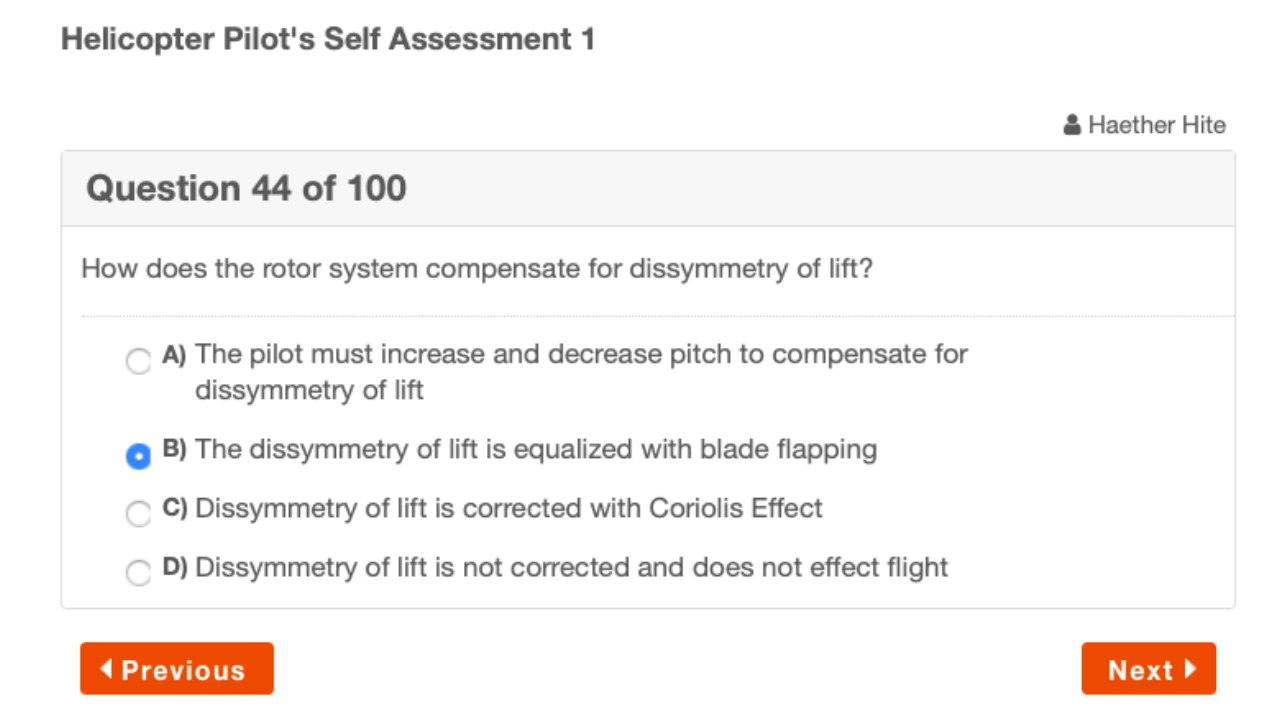 Helicopter Pilot's Self Assessment 1
Haether Hite
Question 44 of 100
How does the rotor system compensate for dissymmetry of lift?
A) The pilot must increase and decrease pitch to compensate for
dissymmetry of lift
B) The dissymmetry of lift is equalized with blade flapping
C) Dissymmetry of lift is corrected with Coriolis Effect
D) Dissymmetry of lift is not corrected and does not effect flight
Previous
Next